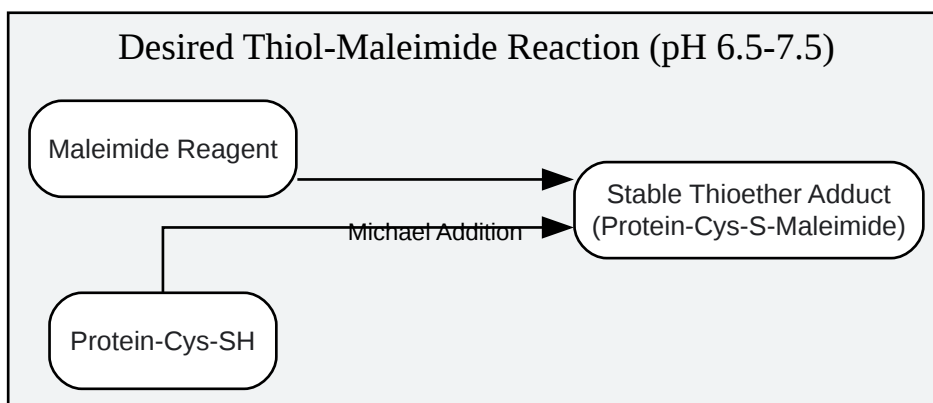 Desired Thiol-Maleimide Reaction (pH 6.5-7.5)
Maleimide Reagent
Stable Thioether Adduct
(Protein-Cys-S-Maleimide)
Michael Addition
Protein-Cys-SH